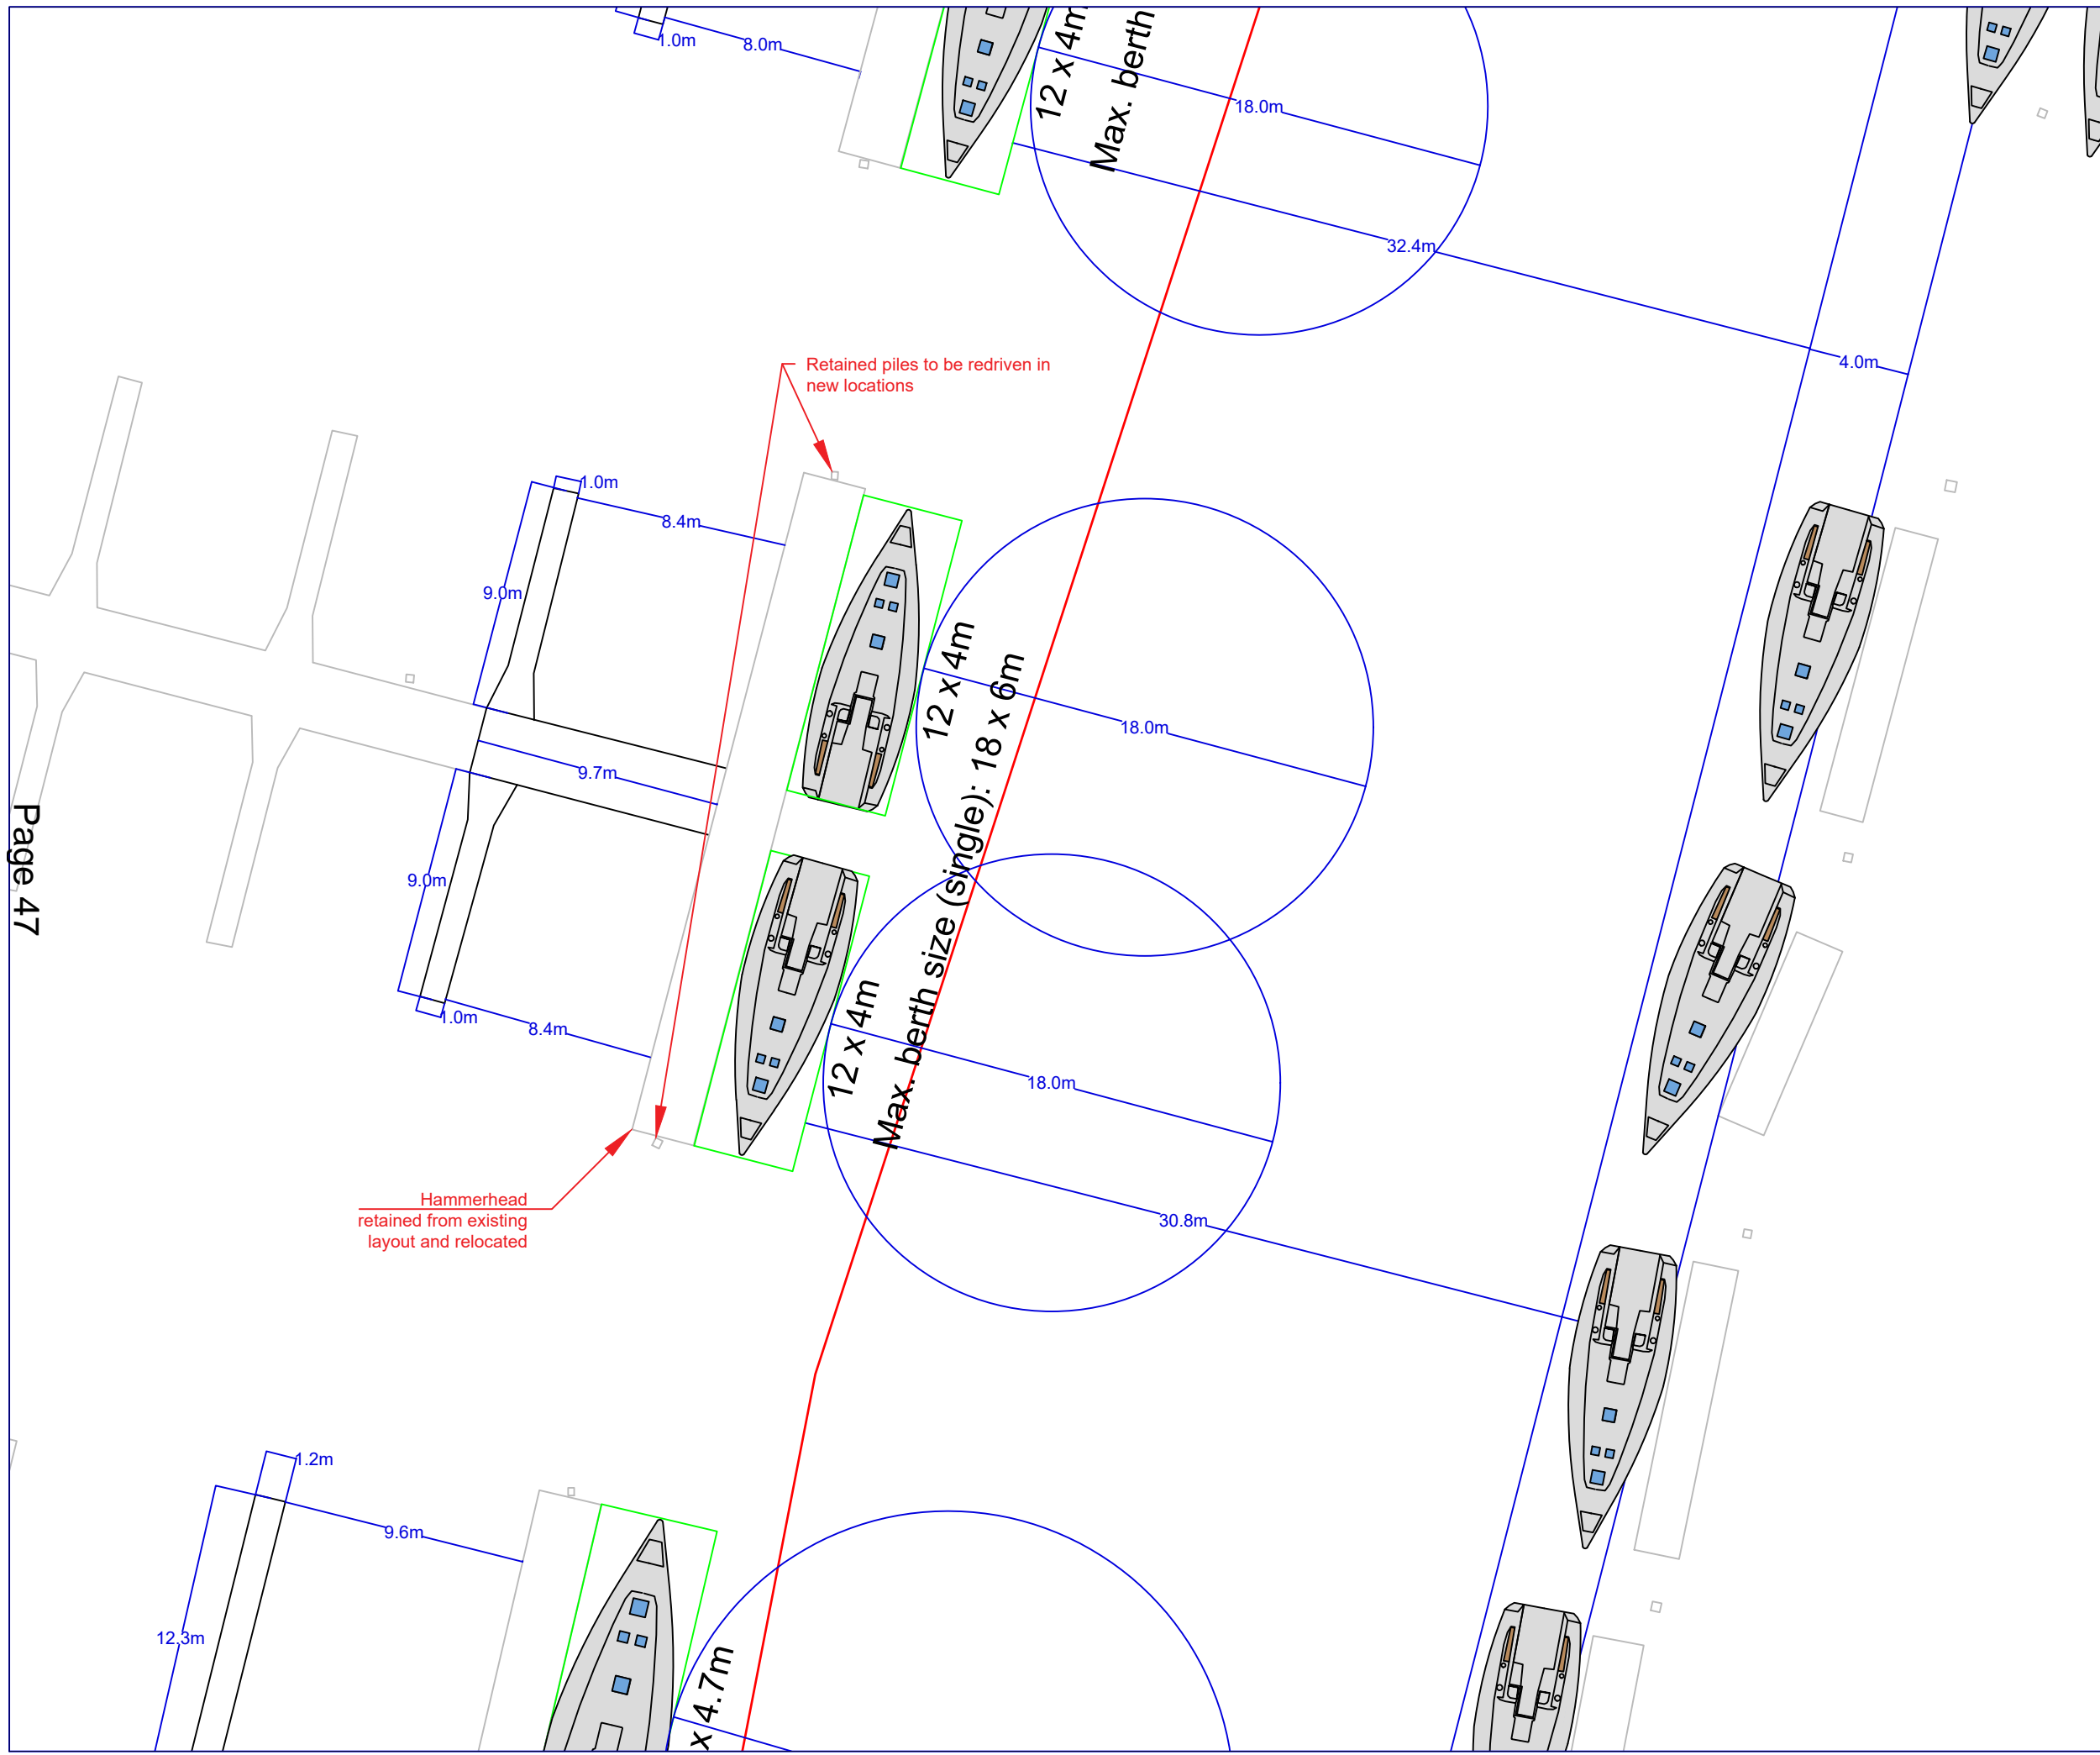 1.0m
8.0m
12 x 4m
Max. berth
18.0m
32.4m
4.0m
Retained piles to be redriven in
new locations
1.0m
8.4m
9.0m
12 x 4m
Max. berth size (single): 18 x 6m
18.0m
9.7m
Page 47
9.0m
1.0m
8.4m
12 x 4m
18.0m
30.8m
Hammerhead
retained from existing
layout and relocated
1.2m
9.6m
12.3m
x 4.7m